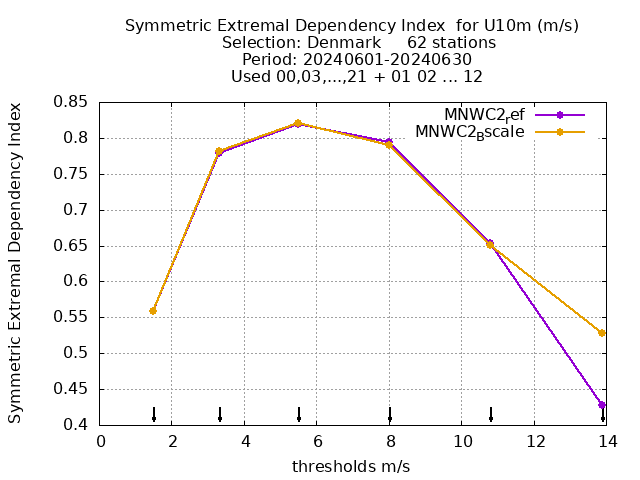 Symmetric Extremal Dependency Index  for U10m (m/s)
Selection: Denmark     62 stations
Period: 20240601-20240630
Used 00,03,...,21 + 01 02 ... 12
Symmetric Extremal Dependency Index
0.85
0.8
0.75
0.7
0.65
0.6
0.55
0.5
0.45
0.4
MNWC2ref
MNWC2Bscale
0 2 4 6 8 10 12 14
thresholds m/s